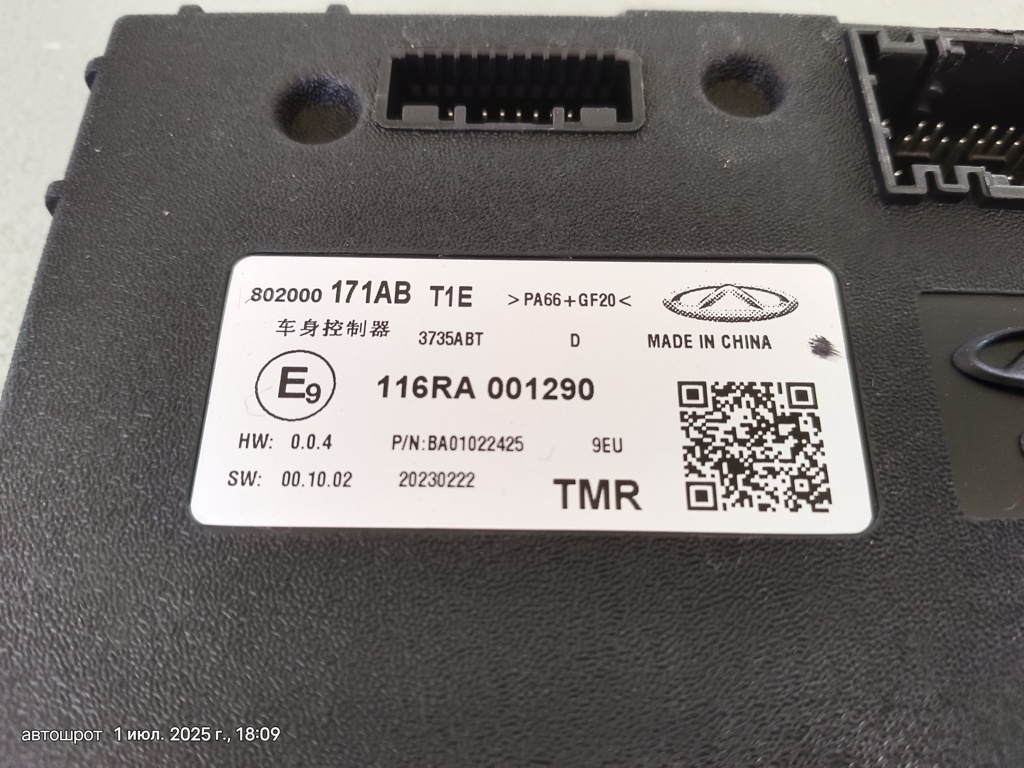 802000 171AB T1E >PA66+GF20<
车身控制器 3735ABT D MADE IN CHINA
E9 116RA 001290
HW: 0.0.4 P/N:BA01022425 9EU
SW: 00.10.02 20230222 TMR
автошрот 1 июл. 2025 г., 18:09